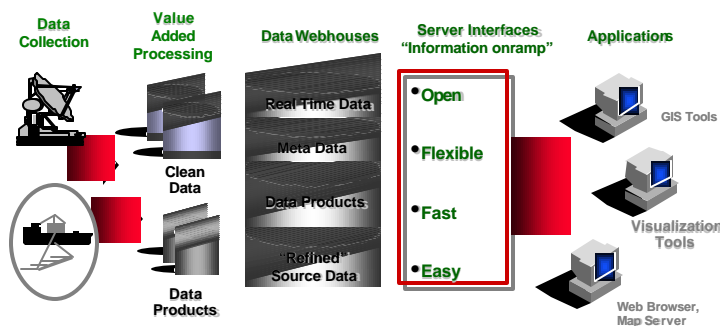 Data
Collection
Value
Added
Processing
Data Webhouses
Server Interfaces
“Information onramp”
Applications
Clean
Data
Data
Products
Real Time Data
Meta Data
Data Products
“Refined”
Source Data
•Open
•Flexible
•Fast
•Easy
GIS Tools
Visualization
Tools
Web Browser,
Map Server